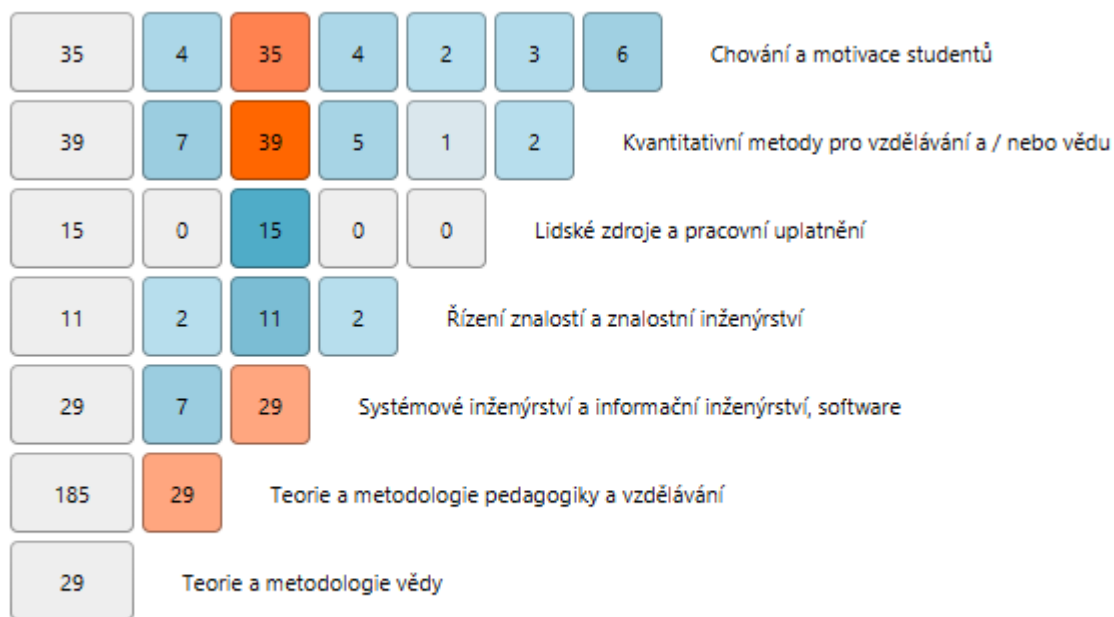 35 4 35 4 2 3 6 Chování a motivace studentů
39 7 39 5 1 2 Kvantitativní metody pro vzdělávání a / nebo vědu
15 0 15 0 0 Lidské zdroje a pracovní uplatnění
11 2 11 2 Řízení znalostí a znalostní inženýrství
29 7 29 Systémové inženýrství a informační inženýrství, software
185 29 Teorie a metodologie pedagogiky a vzdělávání
29 Teorie a metodologie vědy